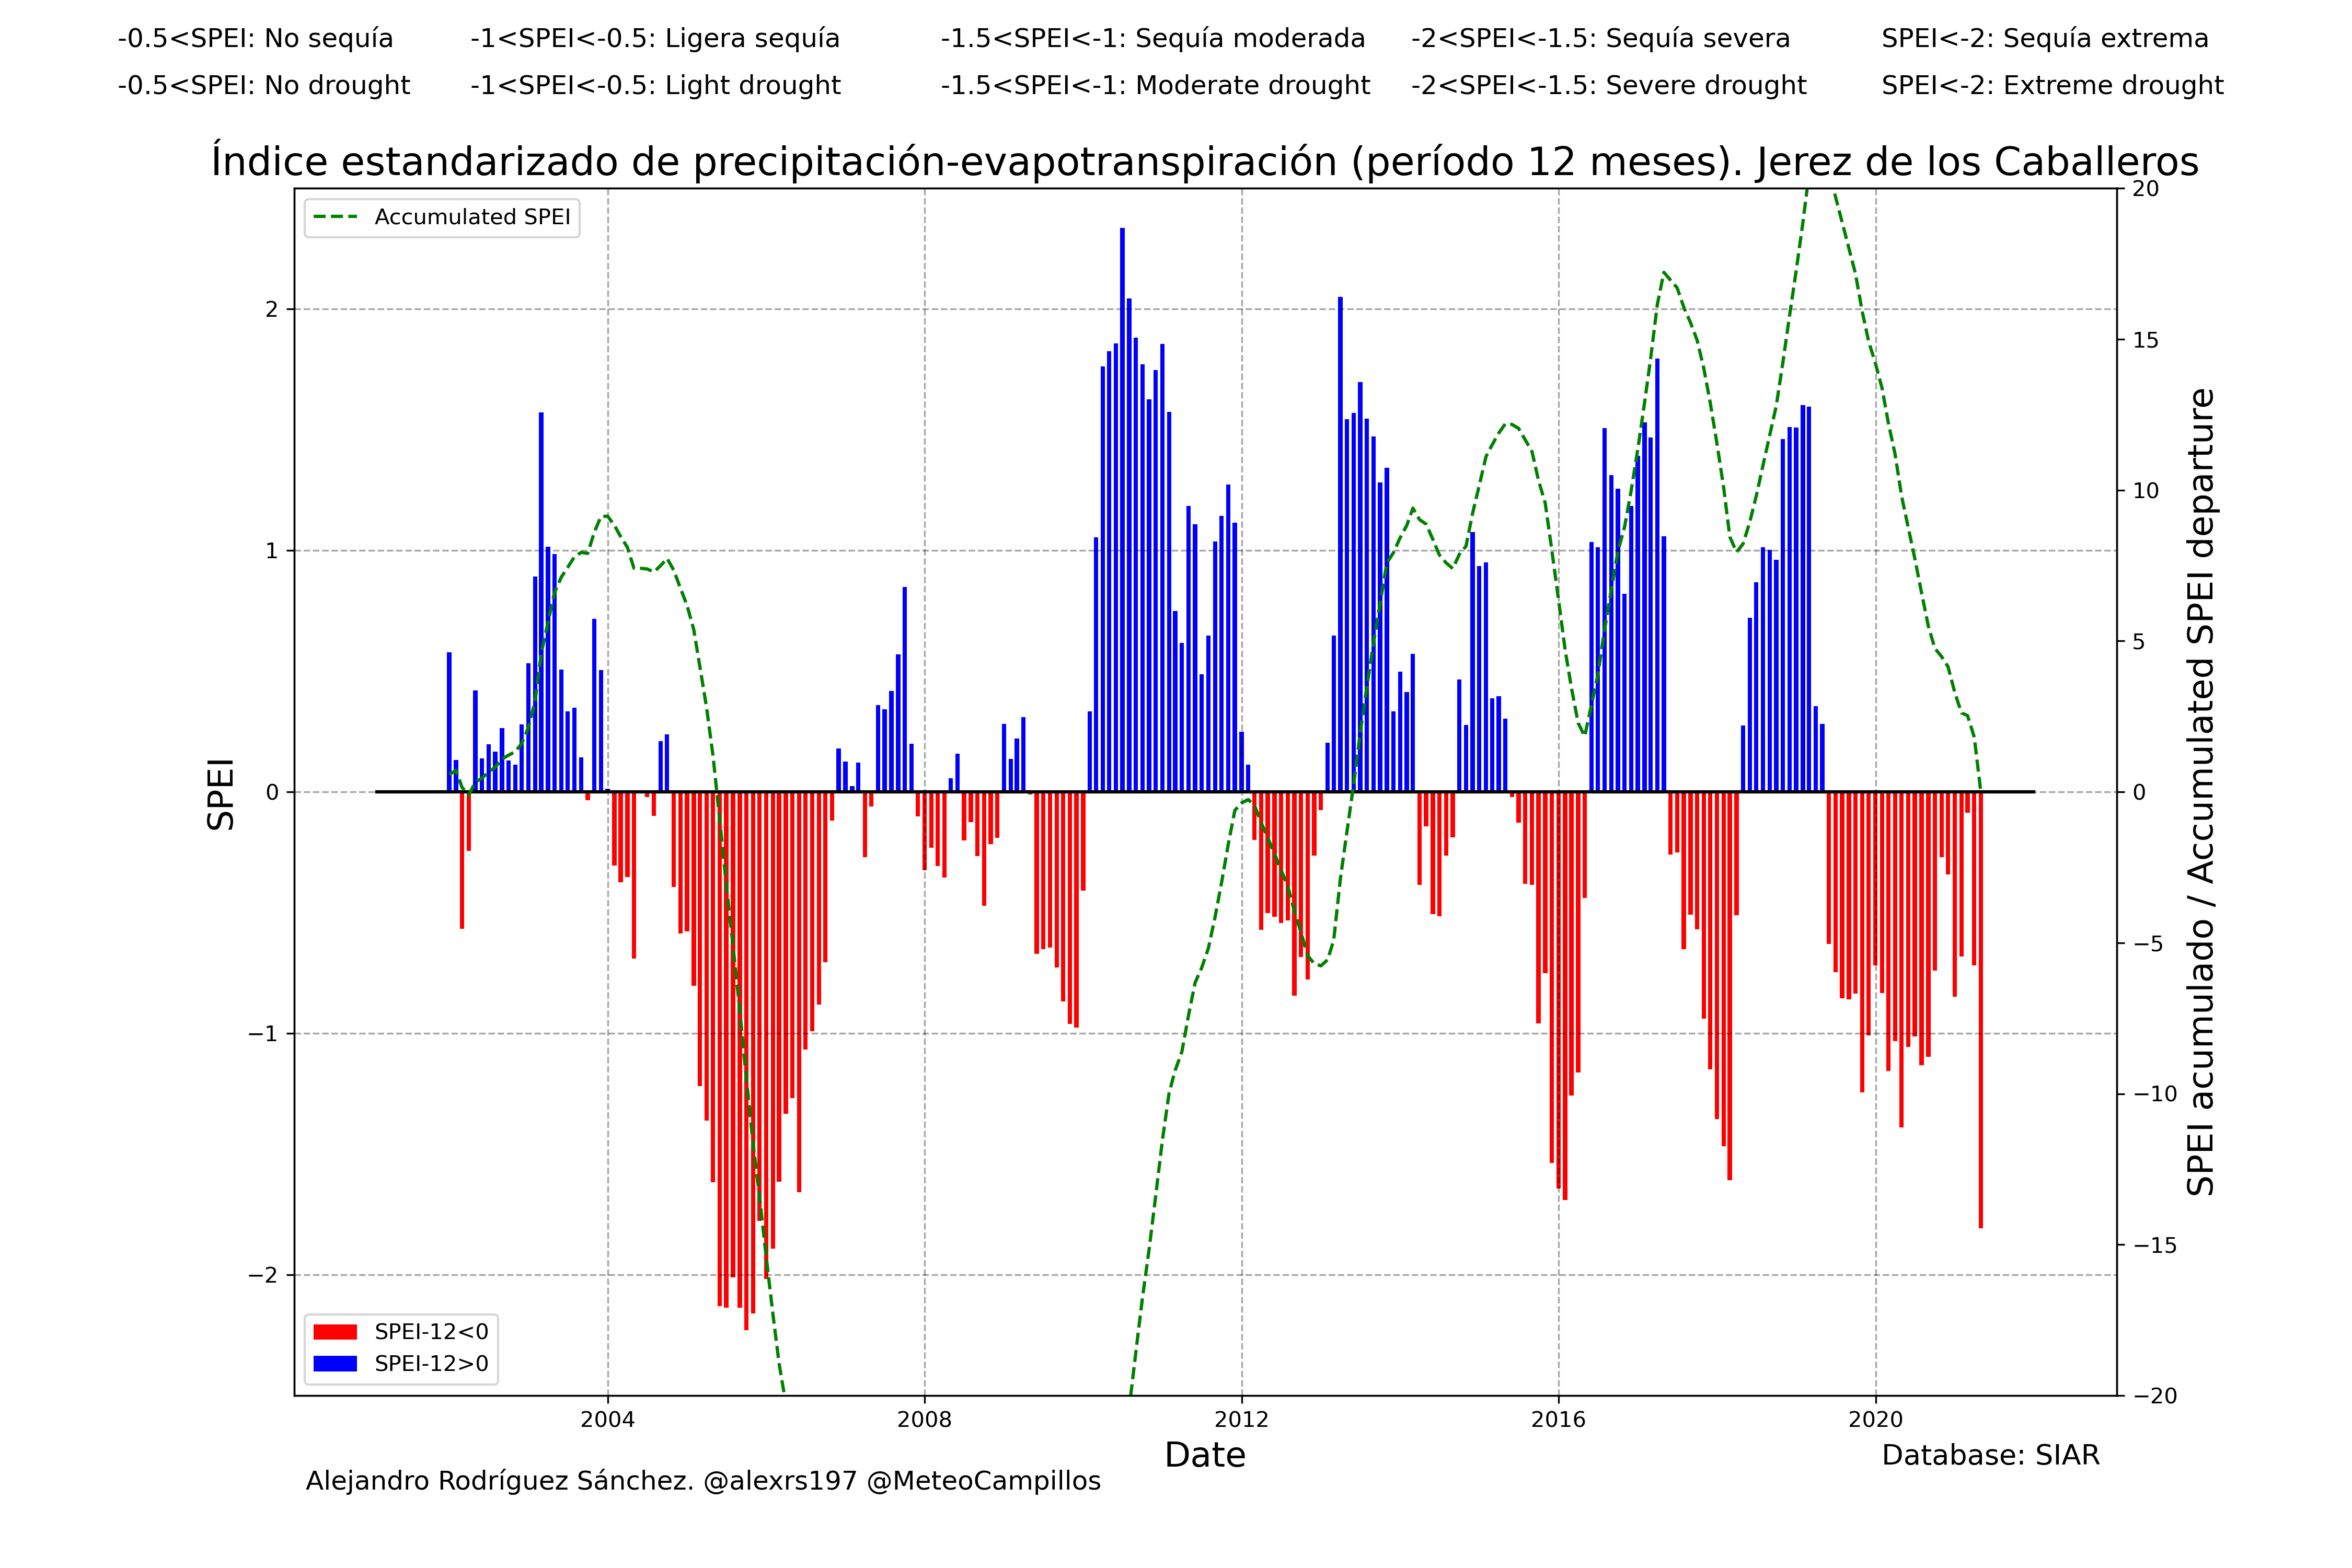 -0.5<SPEI: No sequía -1<SPEI<-0.5: Ligera sequía -1.5<SPEI<-1: Sequía moderada -2<SPEI<-1.5: Sequía severa SPEI<-2: Sequía extrema
-0.5<SPEI: No drought -1<SPEI<-0.5: Light drought -1.5<SPEI<-1: Moderate drought -2<SPEI<-1.5: Severe drought SPEI<-2: Extreme drought
Índice estandarizado de precipitación-evapotranspiración (período 12 meses). Jerez de los Caballeros
Accumulated SPEI
SPEI
2
1
0
−1
−2
20
15
10
5
0
−5
−10
−15
−20
SPEI acumulado / Accumulated SPEI departure
SPEI-12<0
SPEI-12>0
2004 2008 2012 2016 2020
Date
Database: SIAR
Alejandro Rodríguez Sánchez. @alexrs197 @MeteoCampillos